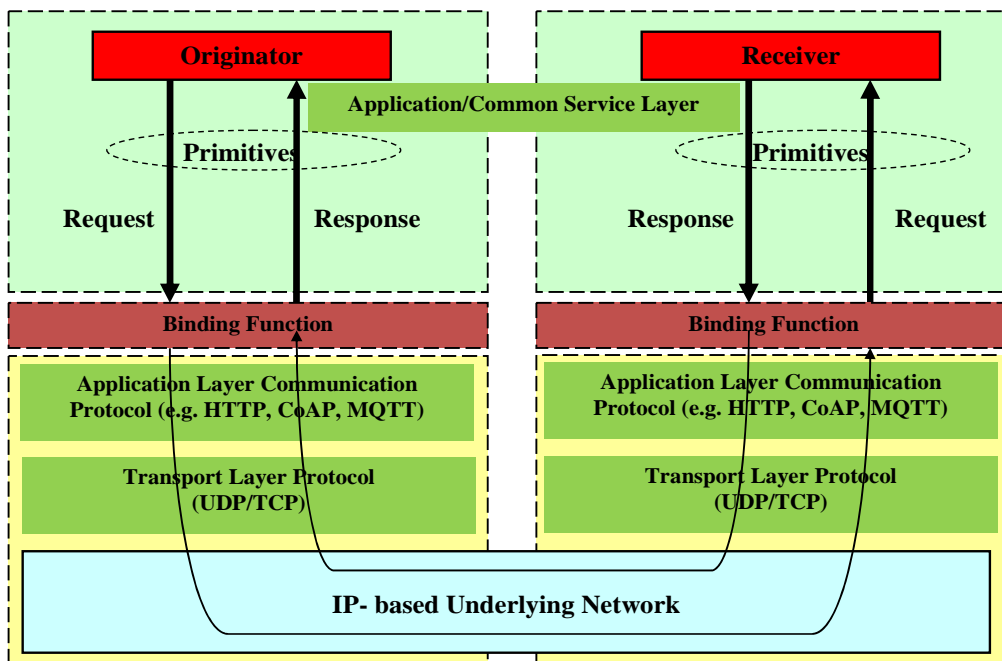 Originator
Receiver
Application/Common Service Layer
Primitives
Primitives
Request
Response
Response
Request
Binding Function
Binding Function
Application Layer Communication
Protocol (e.g. HTTP, CoAP, MQTT)
Application Layer Communication
Protocol (e.g. HTTP, CoAP, MQTT)
Transport Layer Protocol
(UDP/TCP)
Transport Layer Protocol
(UDP/TCP)
IP- based Underlying Network